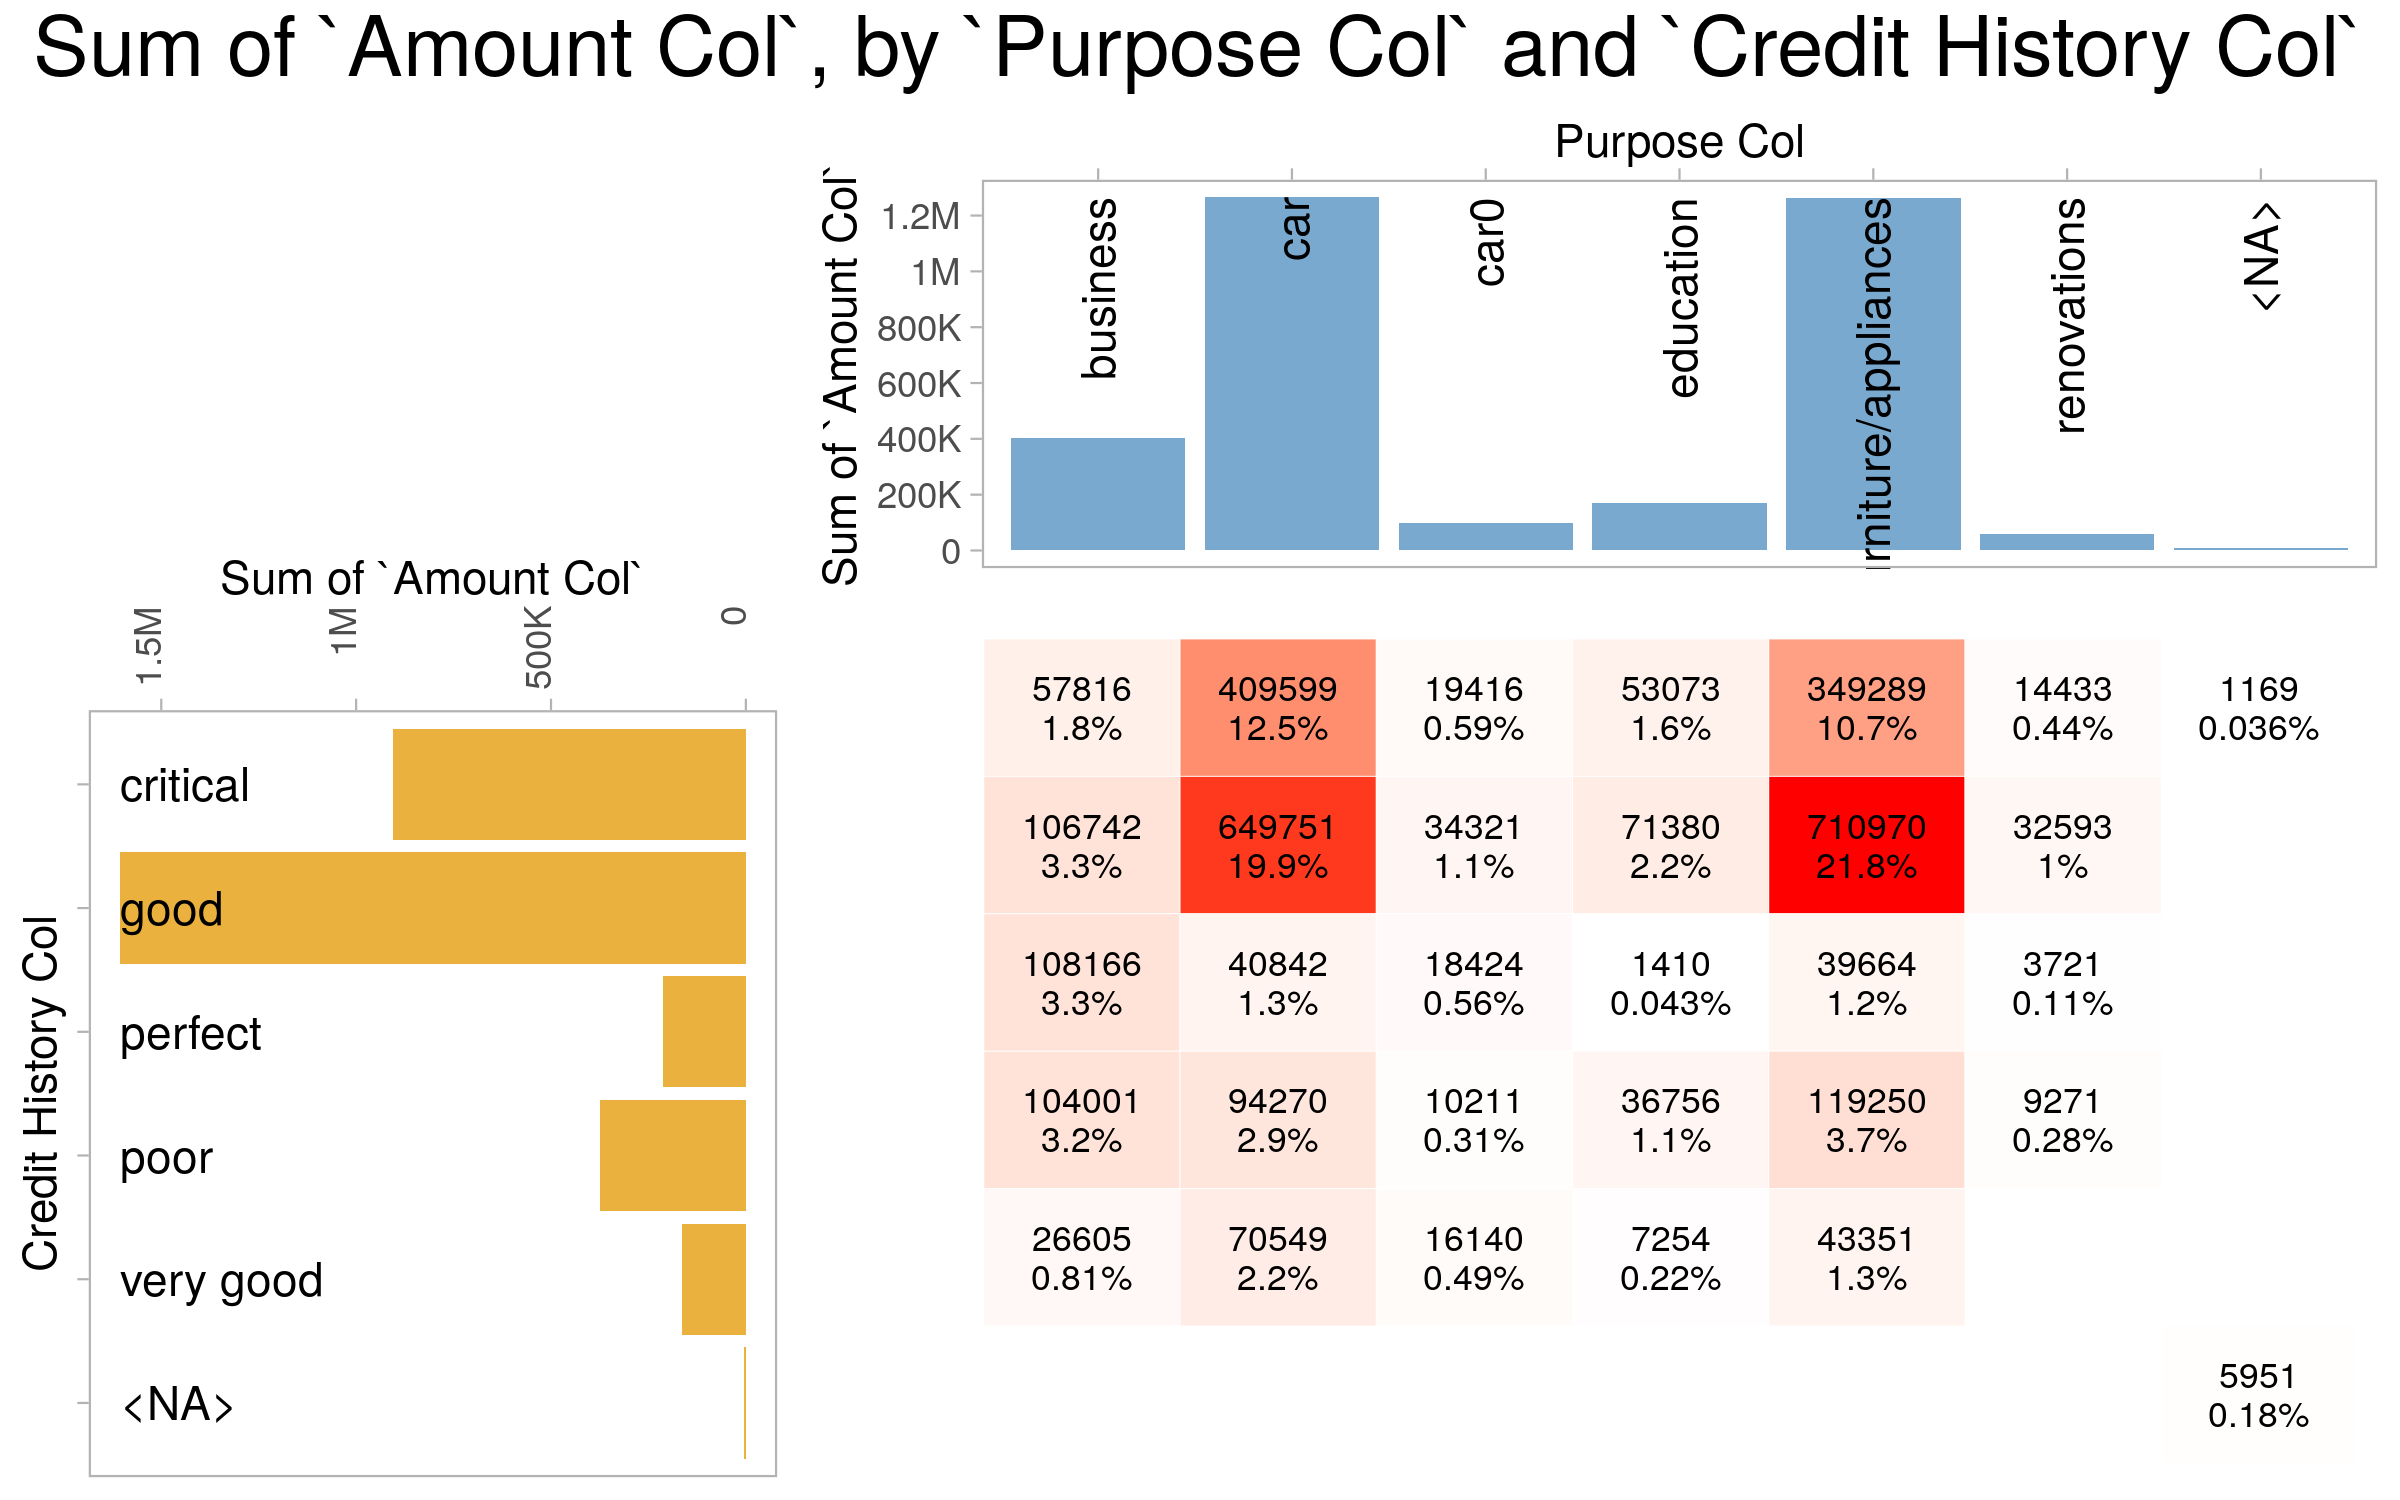 Sum of `Amount Col`, by `Purpose Col` and `Credit History Col`
Purpose Col
Sum of `Amount Col`
1.2M
1M
800K
600K
400K
200K
0
business
car
car0
education
rniture/appliances
renovations
<NA>
Sum of `Amount Col`
1.5M
1M
500K
0
Credit History Col
critical
good
perfect
poor
very good
<NA>
57816 409599 19416 53073 349289 14433 1169
1.8% 12.5% 0.59% 1.6% 10.7% 0.44% 0.036%
106742 649751 34321 71380 710970 32593
3.3% 19.9% 1.1% 2.2% 21.8% 1%
108166 40842 18424 1410 39664 3721
3.3% 1.3% 0.56% 0.043% 1.2% 0.11%
104001 94270 10211 36756 119250 9271
3.2% 2.9% 0.31% 1.1% 3.7% 0.28%
26605 70549 16140 7254 43351
0.81% 2.2% 0.49% 0.22% 1.3%
5951
0.18%